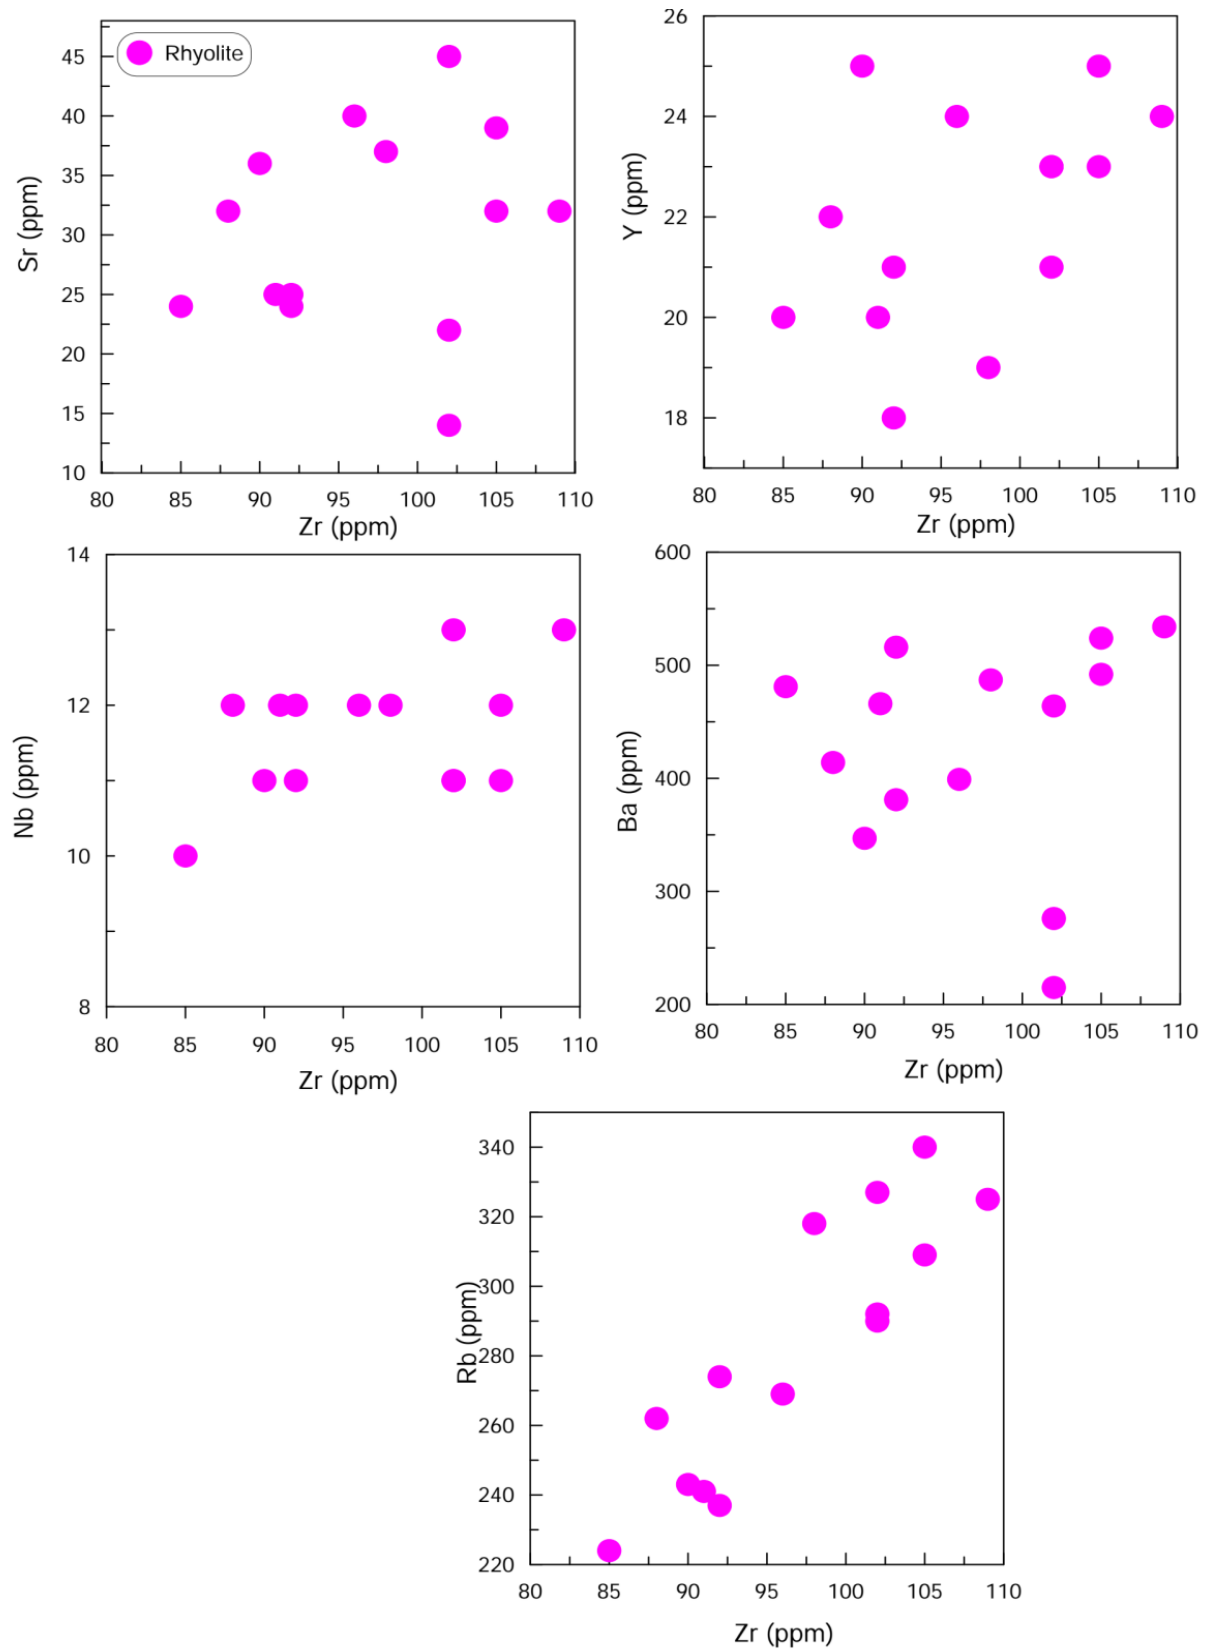 Rhyolite
45
40
35
30
25
20
15
10
Sr (ppm)
80 85 90 95 100 105 110
Zr (ppm)
26
24
22
20
18
Y (ppm)
80 85 90 95 100 105 110
Zr (ppm)
14
12
10
8
Nb (ppm)
80 85 90 95 100 105 110
Zr (ppm)
600
500
400
300
200
Ba (ppm)
80 85 90 95 100 105 110
Zr (ppm)
340
320
300
280
260
240
220
Rb (ppm)
80 85 90 95 100 105 110
Zr (ppm)